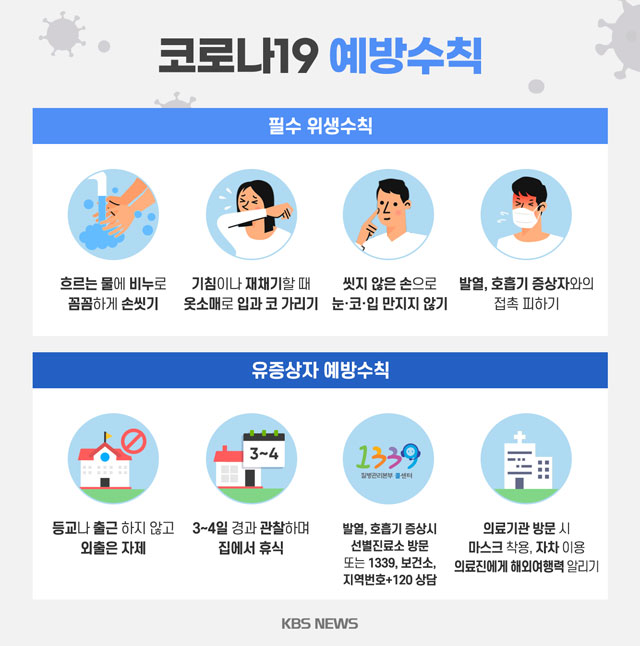 코로나19 예방수칙
필수 위생수칙
흐르는 물에 비누로
꼼꼼하게 손씻기
기침이나 재채기할 때
옷소매로 입과 코 가리기
씻지 않은 손으로
눈·코·입 만지지 않기
발열, 호흡기 증상자와의
접촉 피하기
유증상자 예방수칙
등교나 출근 하지 않고
외출은 자제
3~4
3~4일 경과 관찰하며
집에서 휴식
1339
질병관리본부 콜센터
발열, 호흡기 증상시
선별진료소 방문
또는 1339, 보건소,
지역번호+120 상담
의료기관 방문 시
마스크 착용, 자차 이용
의료진에게 해외여행력 알리기
KBS NEWS